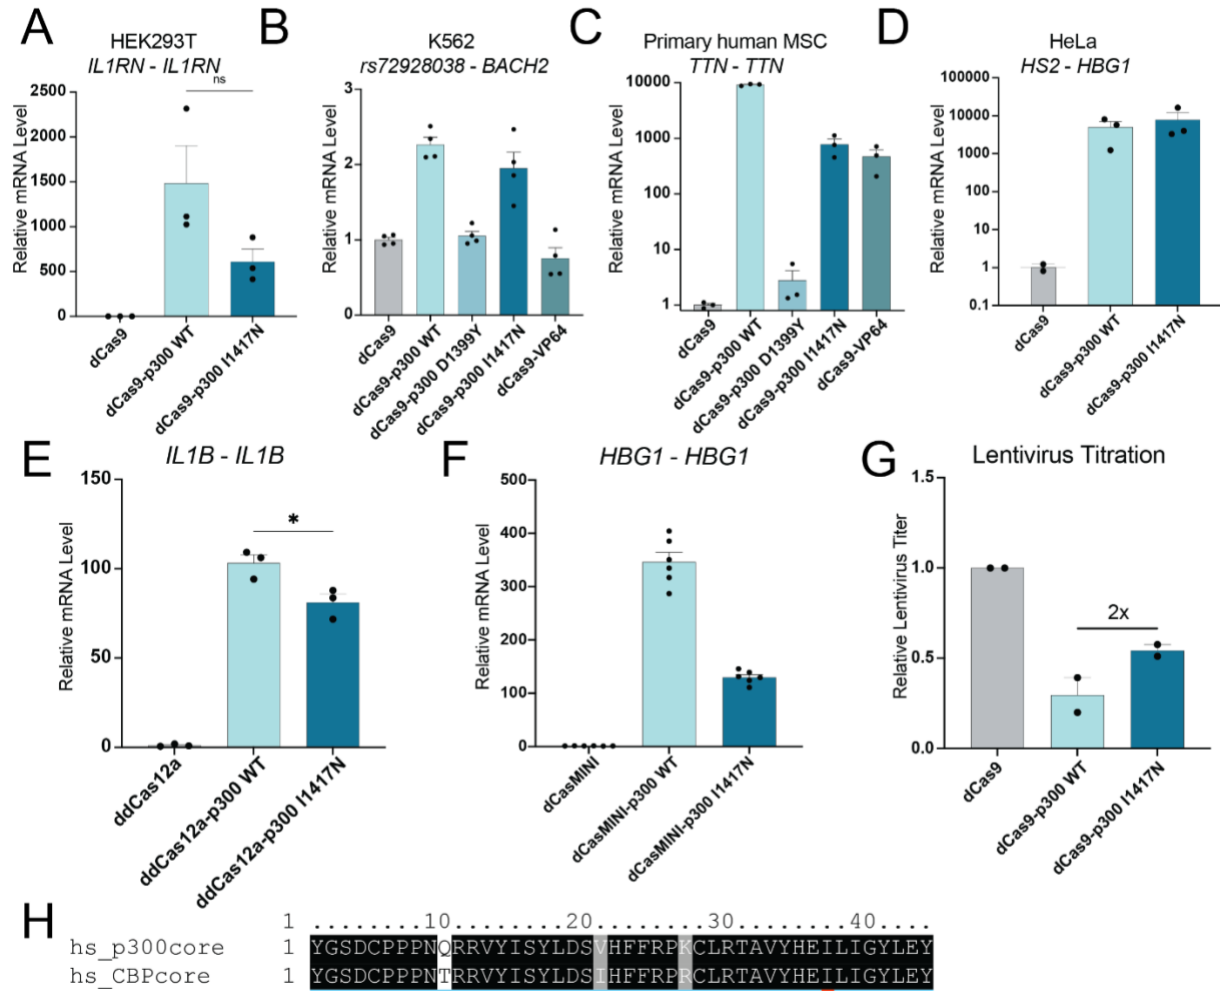 A
HEK293T
IL1RN - IL1RN
ns
Relative mRNA Level
2500
2000
1500
1000
500
0
dCas9
dCas9-p300 WT
dCas9-p300 I1417N
B
K562
rs72928038 - BACH2
Relative mRNA Level
3
2
1
0
dCas9
dCas9-p300 WT
dCas9-p300 D1399Y
dCas9-p300 I1417N
dCas9-VP64
C
Primary human MSC
TTN - TTN
Relative mRNA Level
10000
1000
100
10
1
dCas9
dCas9-p300 WT
dCas9-p300 D1399Y
dCas9-p300 I1417N
dCas9-VP64
D
HeLa
HS2 - HBG1
Relative mRNA Level
100000
10000
1000
100
10
1
0.1
dCas9
dCas9-p300 WT
dCas9-p300 I1417N
E
IL1B - IL1B
*
Relative mRNA Level
150
100
50
0
ddCas12a
ddCas12a-p300 WT
ddCas12a-p300 I1417N
F
HBG1 - HBG1
Relative mRNA Level
500
400
300
200
100
0
dCasMINI
dCasMINI-p300 WT
dCasMINI-p300 I1417N
G
Lentivirus Titration
2x
Relative Lentivirus Titer
1.5
1.0
0.5
0.0
dCas9
dCas9-p300 WT
dCas9-p300 I1417N
H
1 ........10........20........30........40.....
hs_p300core 1 YGSDCPPPNQRRVYISYLDSVHFFRPKCLRTAVYHEILIGYLEY
hs_CBPcore 1 YGSDCPPPNTRRVYISYLDSIHFFRPRCLRTAVYHEILIGYLEY